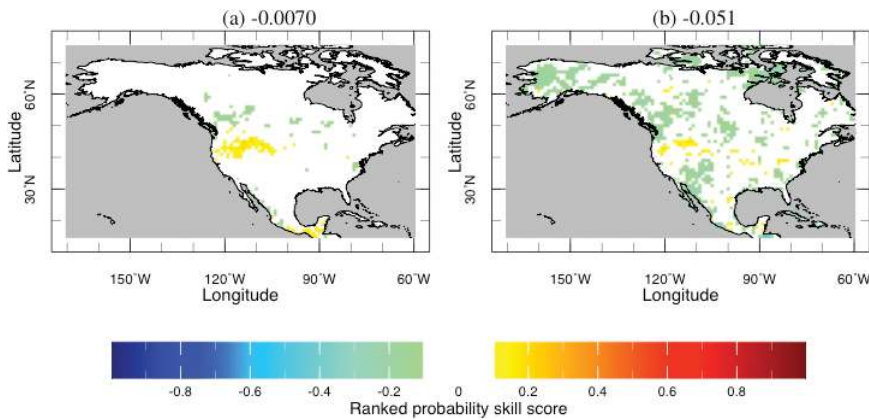 (a) -0.0070
(b) -0.051
Latitude
60˚N
30˚N
150˚W
120˚W
90˚W
60˚W
Longitude
Latitude
60˚N
30˚N
150˚W
120˚W
90˚W
60˚W
Longitude
-0.8
-0.6
-0.4
-0.2
0
0.2
0.4
0.6
0.8
Ranked probability skill score